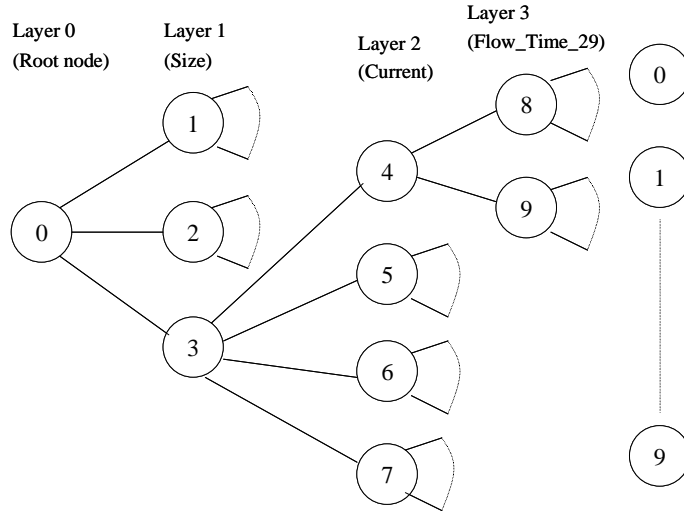 Layer 0
(Root node)
Layer 1
(Size)
Layer 2
(Current)
Layer 3
(Flow_Time_29)
0
1
2
3
4
5
6
7
8
9
0
1
9